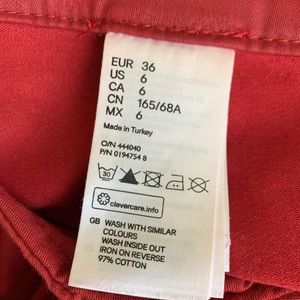 EUR 36
US 6
CA 6
CN 165/68A
MX 6
Made in Turkey
O/N 444040
P/N 0194754 8
30
clevercare.info
GB WASH WITH SIMILAR
COLOURS
WASH INSIDE OUT
IRON ON REVERSE
97% COTTON